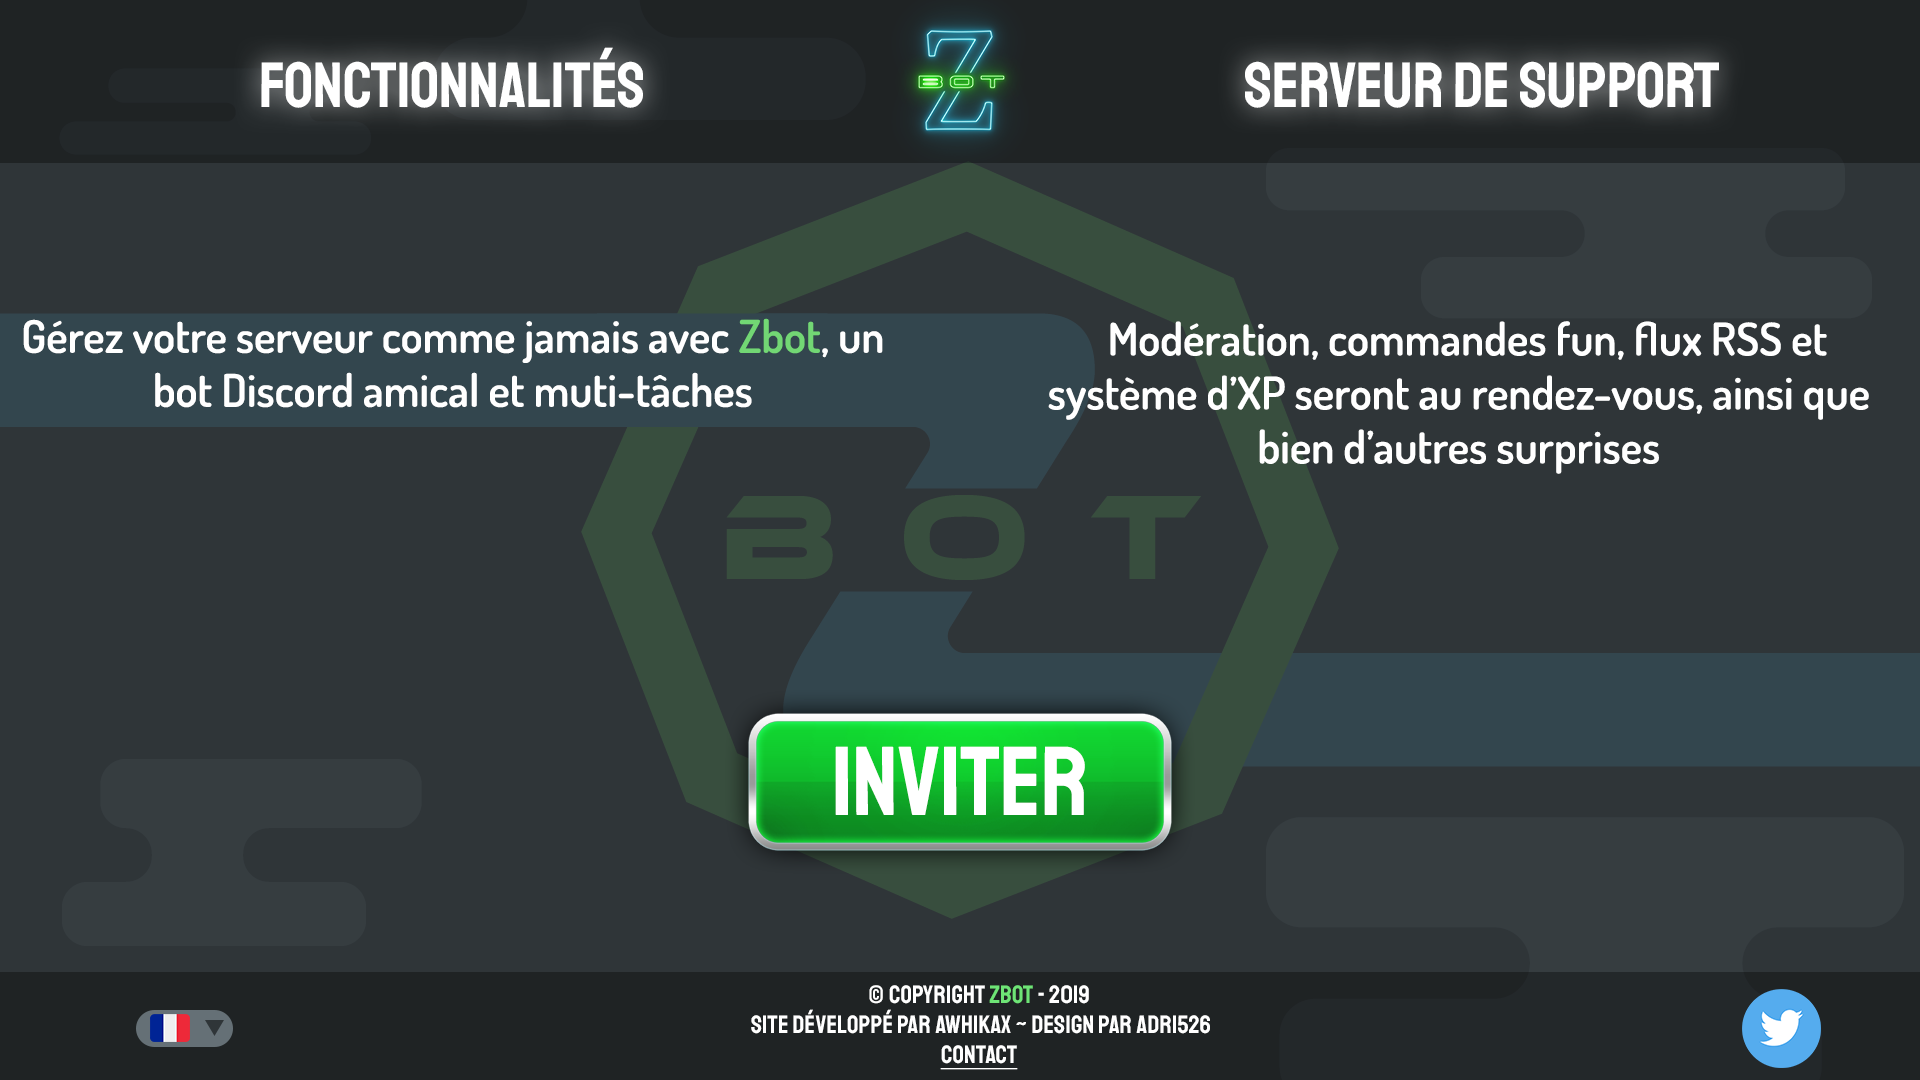 FONCTIONNALITÉS
Z
BOT
SERVEUR DE SUPPORT
Gérez votre serveur comme jamais avec Zbot, un
bot Discord amical et muti-tâches
Modération, commandes fun, flux RSS et
système d'XP seront au rendez-vous, ainsi que
bien d'autres surprises
BOT
INVITER
© COPYRIGHT ZBOT - 2019
SITE DÉVELOPPÉ PAR AWHIKAX ~ DESIGN PAR ADRI526
CONTACT